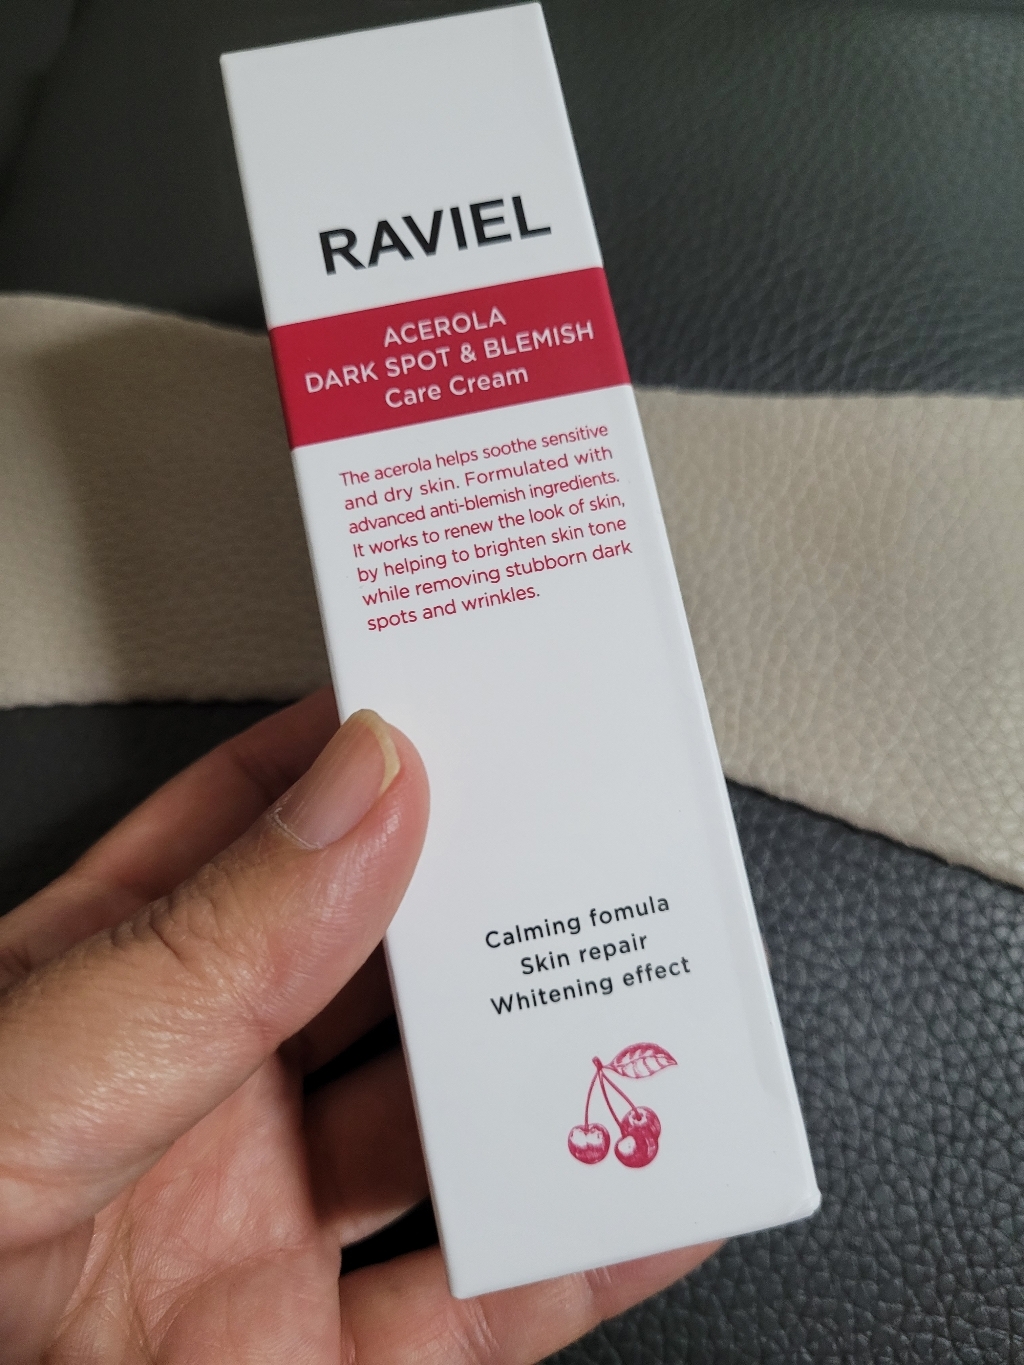 RAVIEL
ACEROLA
DARK SPOT & BLEMISH
Care Cream
The acerola helps soothe sensitive
and dry skin. Formulated with
advanced anti-blemish ingredients.
It works to renew the look of skin,
by helping to brighten skin tone
while removing stubborn dark
spots and wrinkles.
Calming fomula
Skin repair
Whitening effect